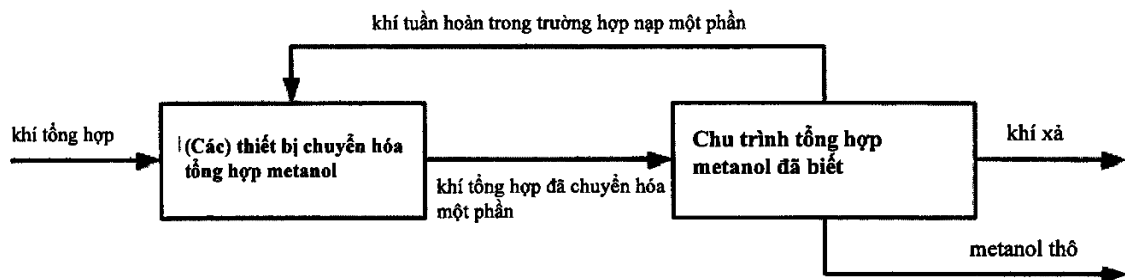 khí tuần hoàn trong trường hợp nạp một phần
khí tổng hợp
(Các) thiết bị chuyển hóa
tổng hợp metanol
khí tổng hợp đã chuyển hóa
một phần
Chu trình tổng hợp
metanol đã biết
khí xả
metanol thô